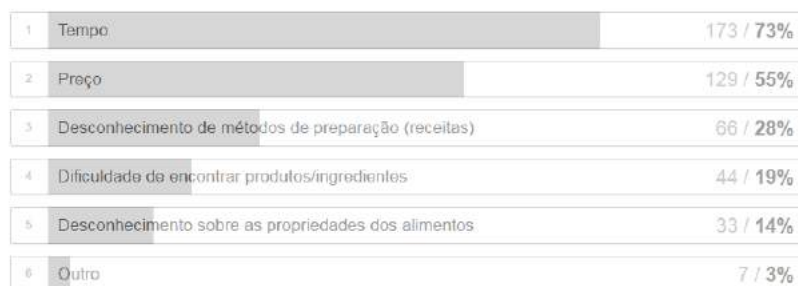 1 Tempo 173 / 73%
2 Preço 129 / 55%
3 Desconhecimento de métodos de preparação (receitas) 66 / 28%
4 Dificuldade de encontrar produtos/ingredientes 44 / 19%
5 Desconhecimento sobre as propriedades dos alimentos 33 / 14%
6 Outro 7 / 3%